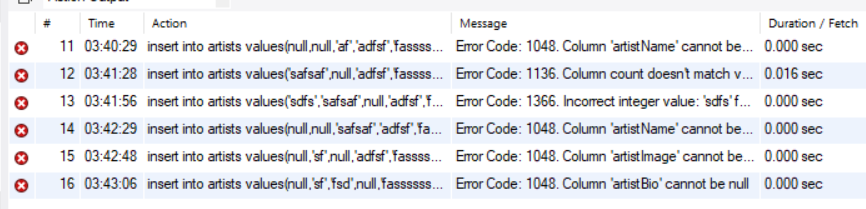 Action Output
# Time Action Message Duration / Fetch
11 03:40:29 insert into artists values(null,null,'af','adfsf','fassss... Error Code: 1048. Column 'artistName' cannot be... 0.000 sec
12 03:41:28 insert into artists values('safsaf','adfsf','fassss... Error Code: 1136. Column count doesn't match v... 0.016 sec
13 03:41:56 insert into artists values('sdfs','safsaf',null,'adfsf','f... Error Code: 1366. Incorrect integer value: 'sdfs' f... 0.000 sec
14 03:42:29 insert into artists values(null,null,'safsaf','adfsf','fa... Error Code: 1048. Column 'artistName' cannot be... 0.000 sec
15 03:42:48 insert into artists values(null,'sf',null,'adfsf','fassss... Error Code: 1048. Column 'artistImage' cannot be... 0.000 sec
16 03:43:06 insert into artists values(null,'sf','fsd',null,'fassssss... Error Code: 1048. Column 'artistBio' cannot be null 0.000 sec